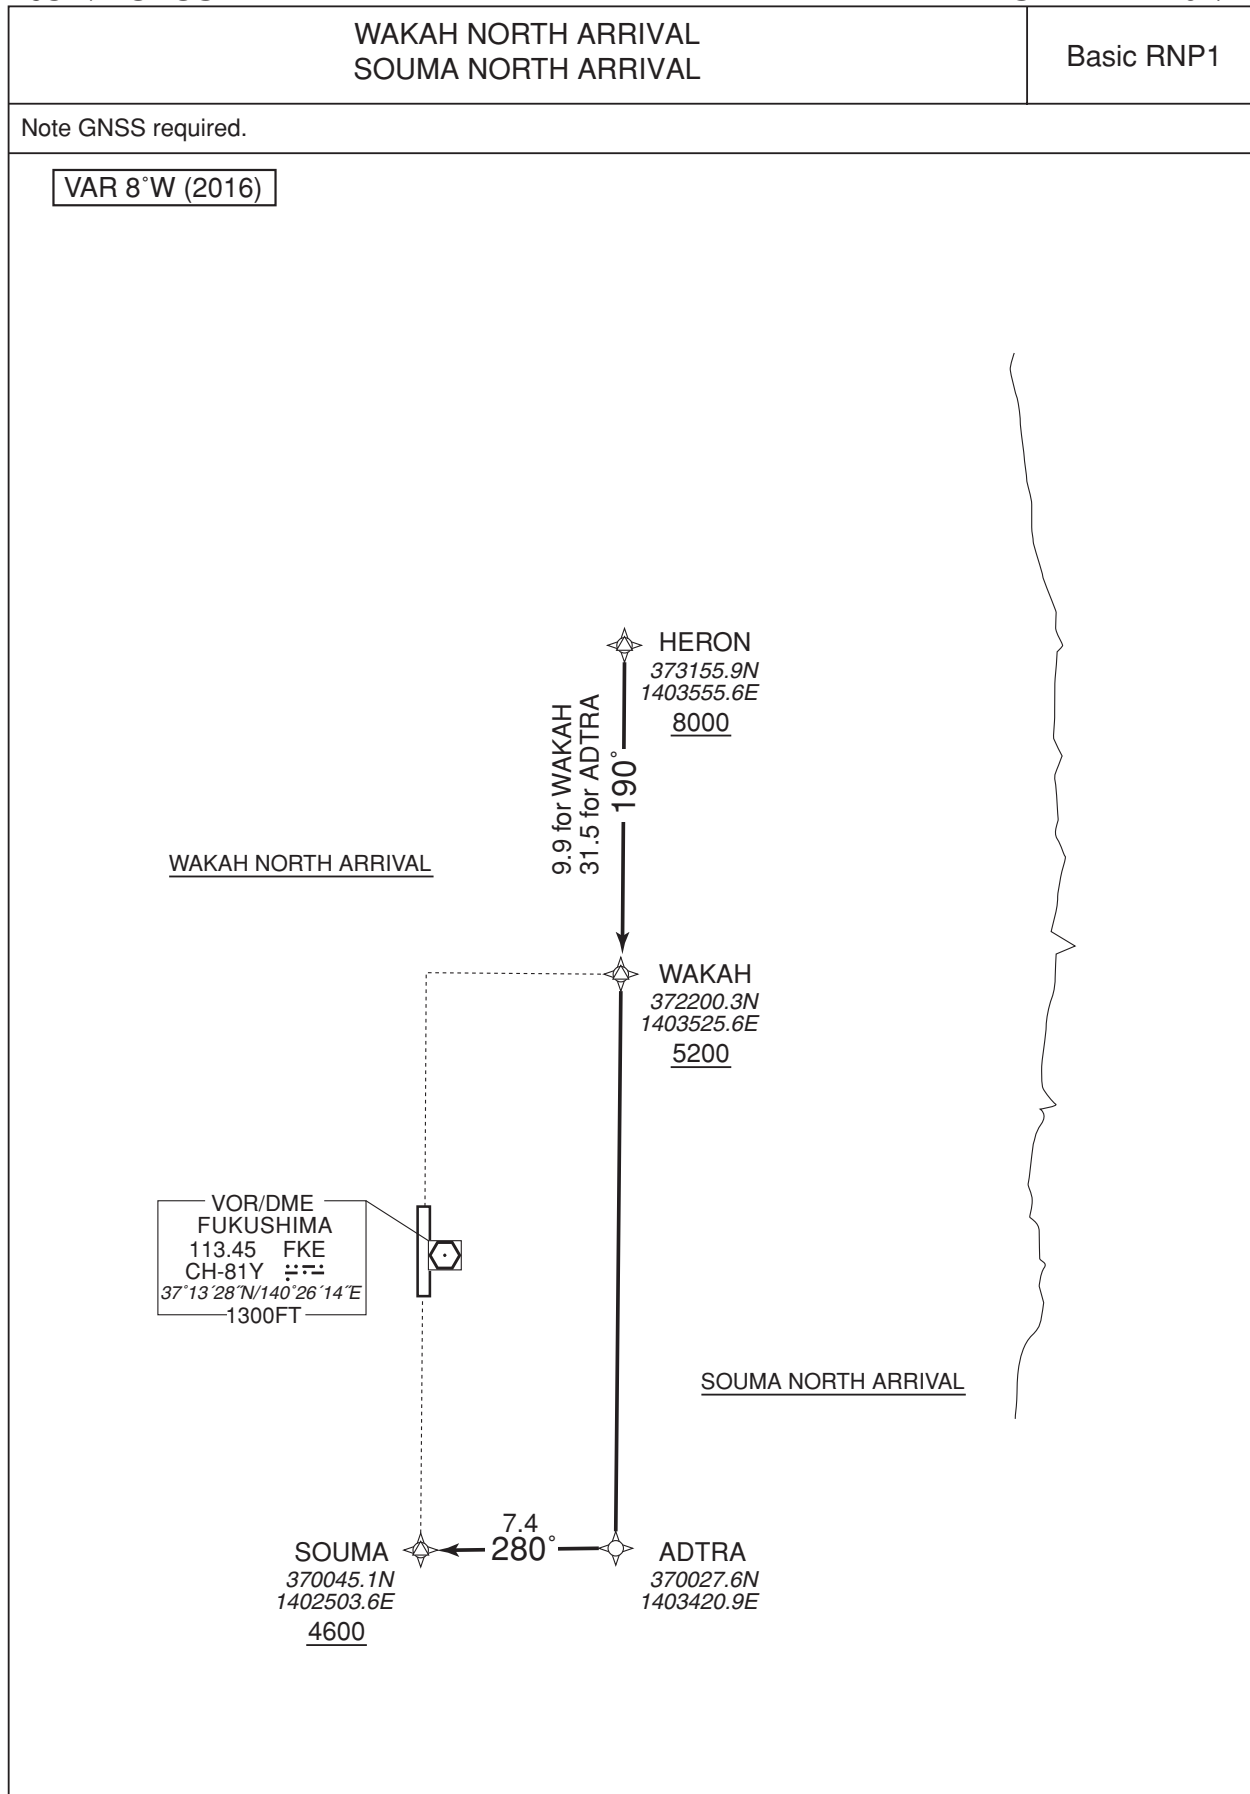 WAKAH NORTH ARRIVAL
SOUMA NORTH ARRIVAL
Basic RNP1
Note GNSS required.
VAR 8°W (2016)
HERON
373155.9N
1403555.6E
8000
9.9 for WAKAH
31.5 for ADTRA
190°
WAKAH NORTH ARRIVAL
WAKAH
372200.3N
1403525.6E
5200
VOR/DME
FUKUSHIMA
113.45 FKE
CH-81Y
37°13´28˝N/140°26´14˝E
1300FT
SOUMA NORTH ARRIVAL
7.4
280°
SOUMA
370045.1N
1402503.6E
4600
ADTRA
370027.6N
1403420.9E